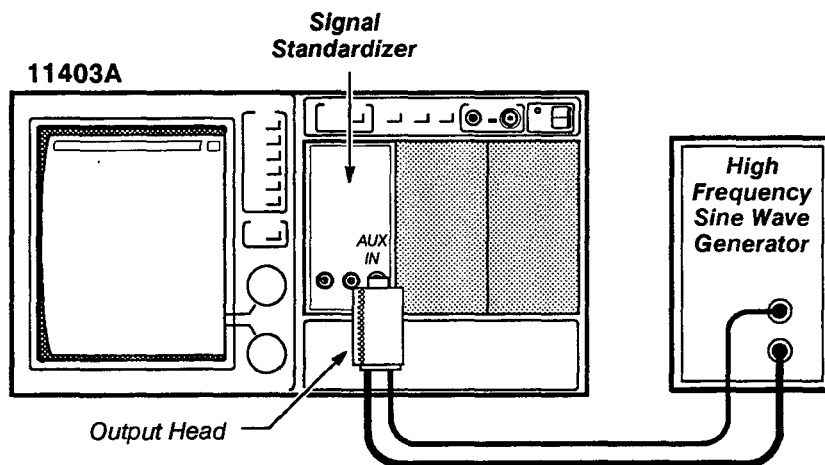 Signal
Standardizer
11403A
AUX
IN
High
Frequency
Sine Wave
Generator
Output Head